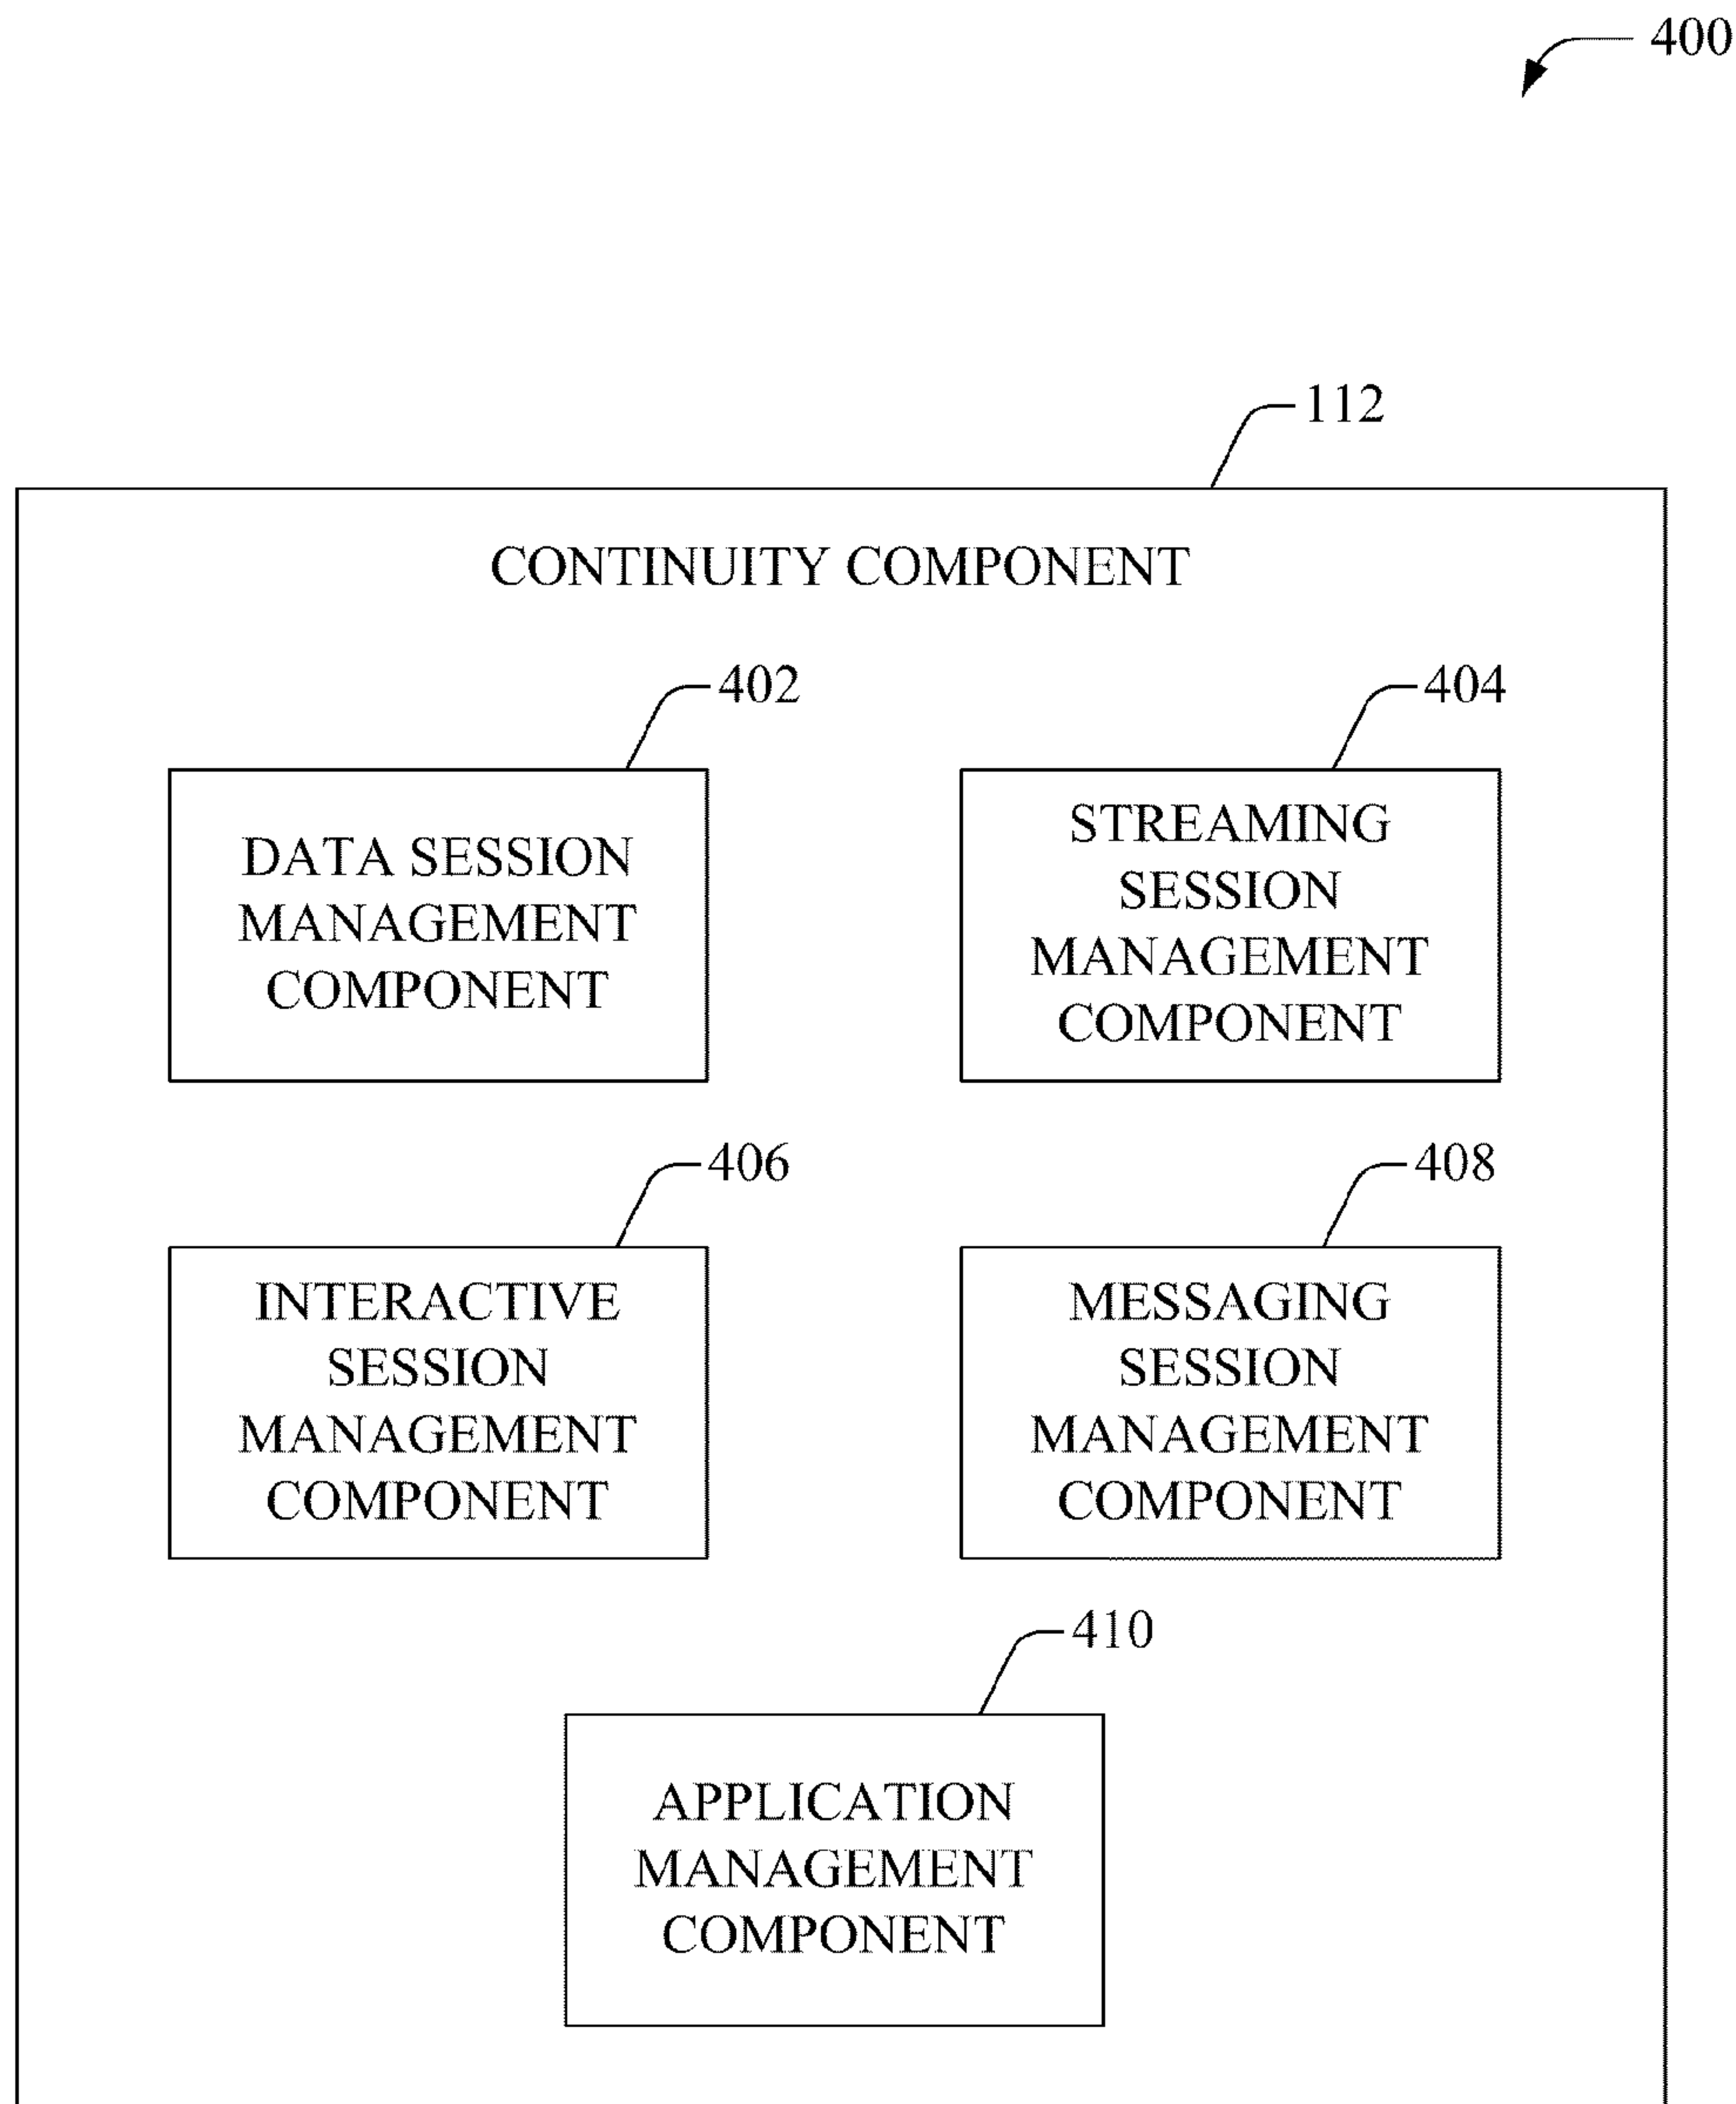 400
112
CONTINUITY COMPONENT
402
404
DATA SESSION
MANAGEMENT
COMPONENT
STREAMING
SESSION
MANAGEMENT
COMPONENT
406
408
INTERACTIVE
SESSION
MANAGEMENT
COMPONENT
MESSAGING
SESSION
MANAGEMENT
COMPONENT
410
APPLICATION
MANAGEMENT
COMPONENT